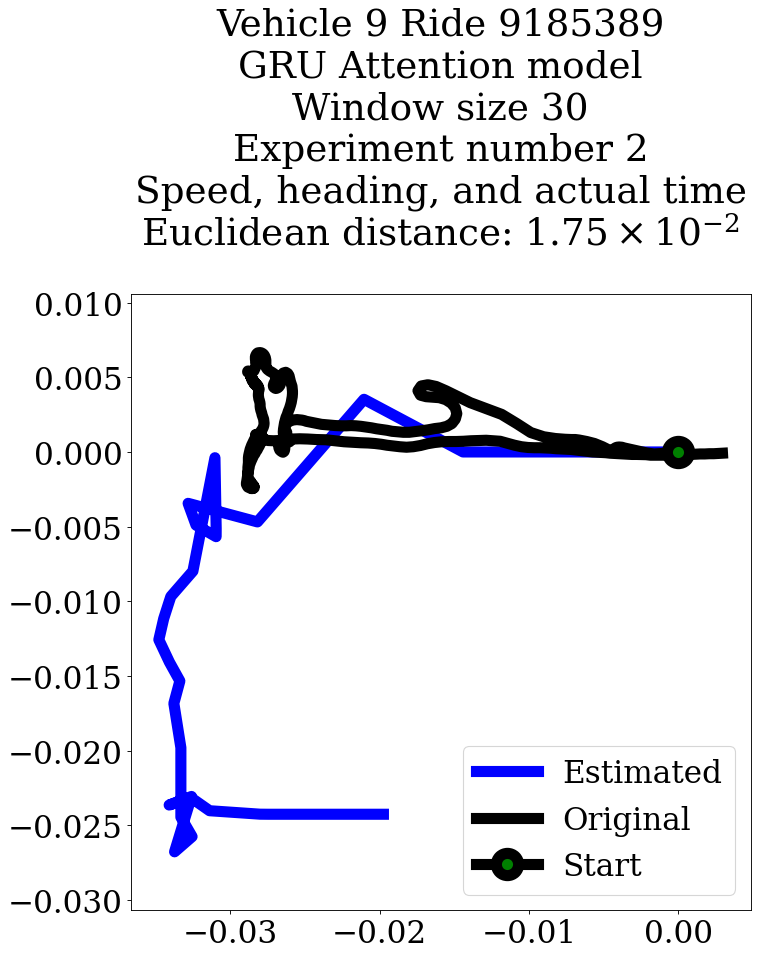 Vehicle 9 Ride 9185389
GRU Attention model
Window size 30
Experiment number 2
Speed, heading, and actual time
Euclidean distance: 1.75 × 10⁻²
0.010
0.005
0.000
−0.005
−0.010
−0.015
−0.020
−0.025
−0.030
Estimated
Original
Start
−0.03
−0.02
−0.01
0.00